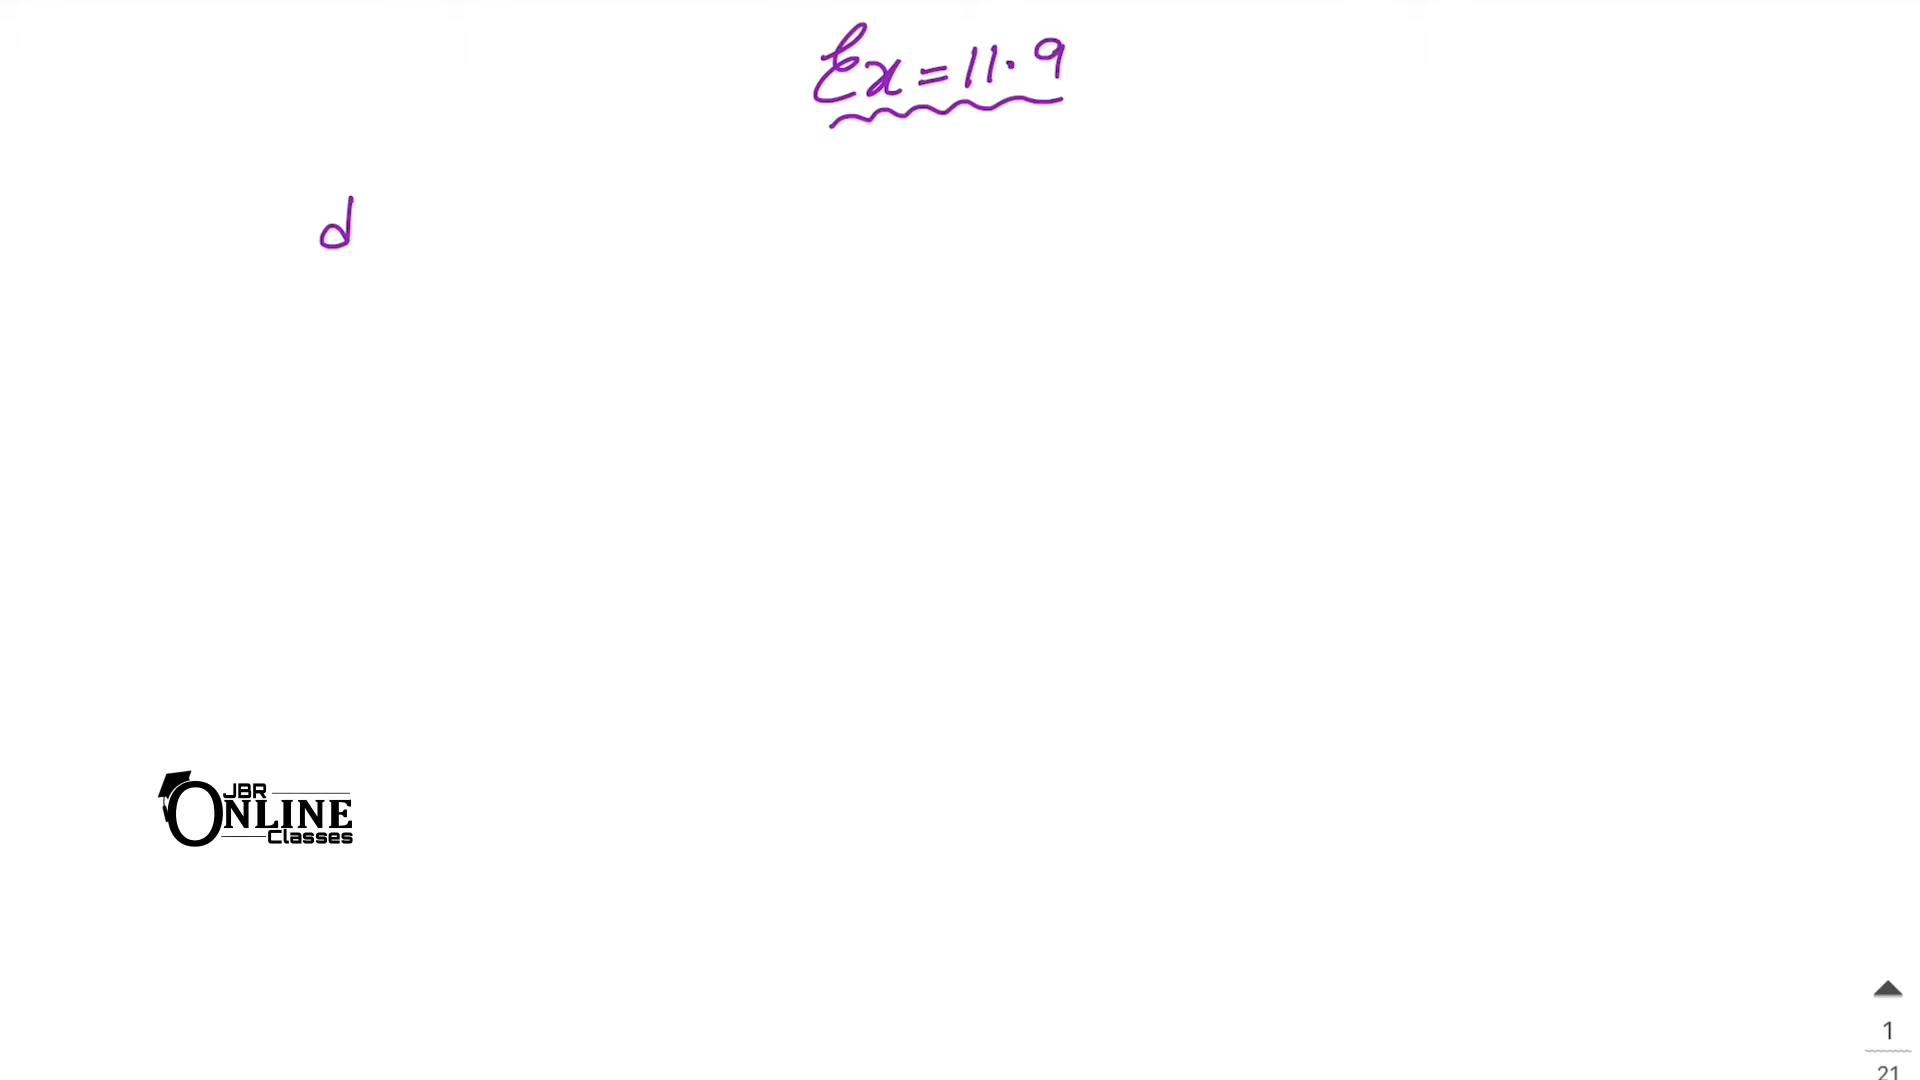 Ex = 11.9
d
JBR
ONLINE
Classes
1
21